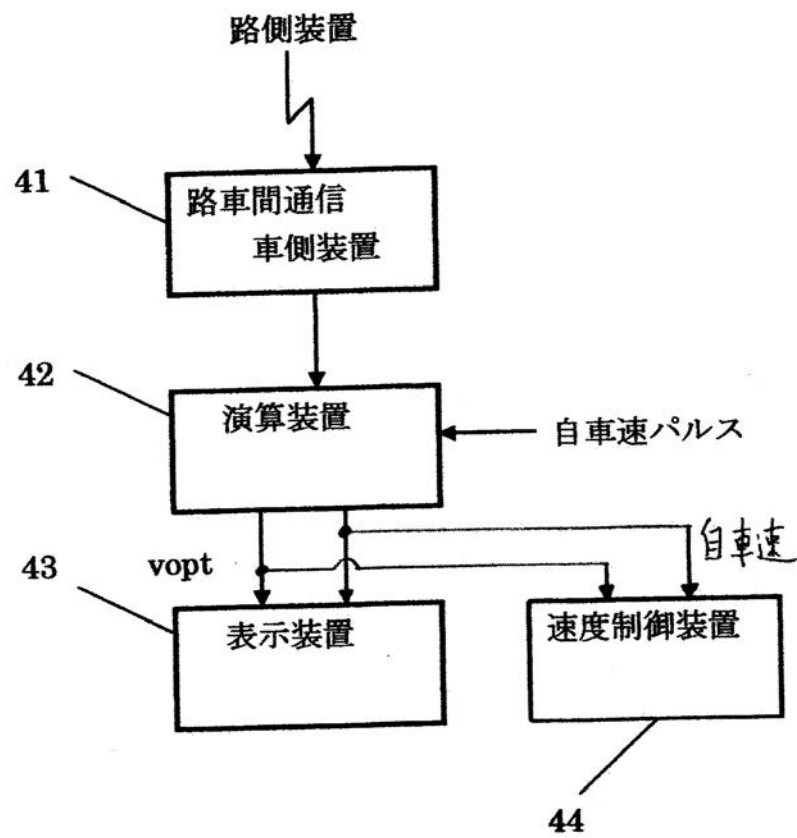 路側装置
41
路車間通信
車側装置
42
演算装置
自車速パルス
自車速
43
vopt
表示装置
速度制御装置
44